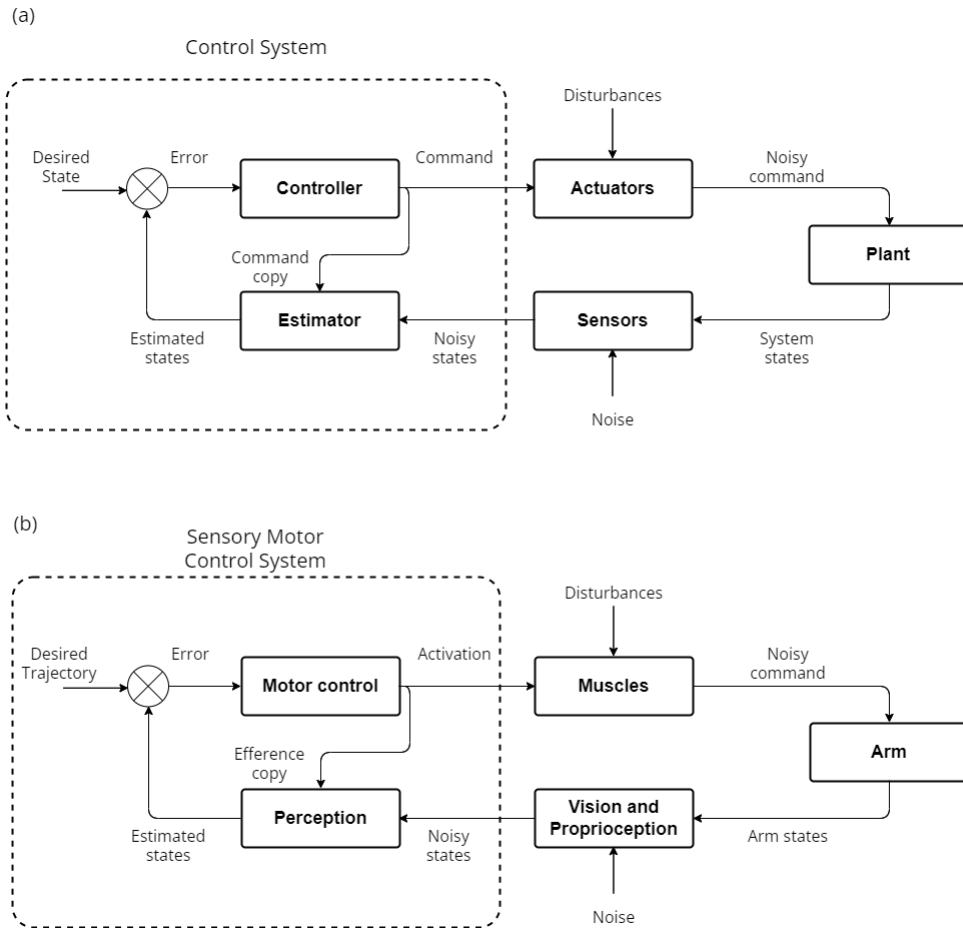 (a)
Control System
Disturbances
Desired
State
Error
Controller
Command
Actuators
Noisy
command
Plant
Command
copy
Estimator
Sensors
Estimated
states
Noisy
states
System
states
Noise
(b)
Sensory Motor
Control System
Disturbances
Desired
Trajectory
Error
Motor control
Activation
Muscles
Noisy
command
Arm
Efference
copy
Perception
Vision and
Proprioception
Estimated
states
Noisy
states
Arm states
Noise